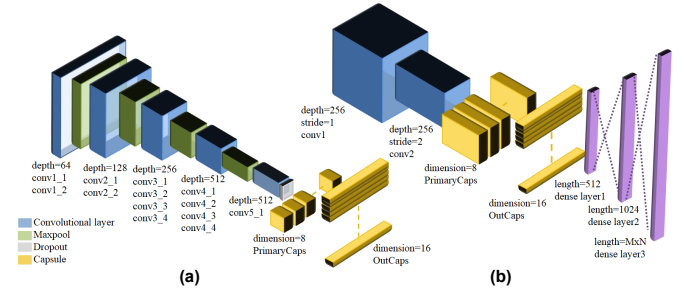 depth=64
conv1_1
conv1_2
depth=128
conv2_1
conv2_2
depth=256
conv3_1
conv3_2
conv3_3
conv3_4
depth=512
conv4_1
conv4_2
conv4_3
conv4_4
depth=512
conv5_1
dimension=8
PrimaryCaps
dimension=16
OutCaps
Convolutional layer
Maxpool
Dropout
Capsule
(a)
depth=256
stride=1
conv1
depth=256
stride=2
conv2
dimension=8
PrimaryCaps
dimension=16
OutCaps
length=512
dense layer1
length=1024
dense layer2
length=MxN
dense layer3
(b)